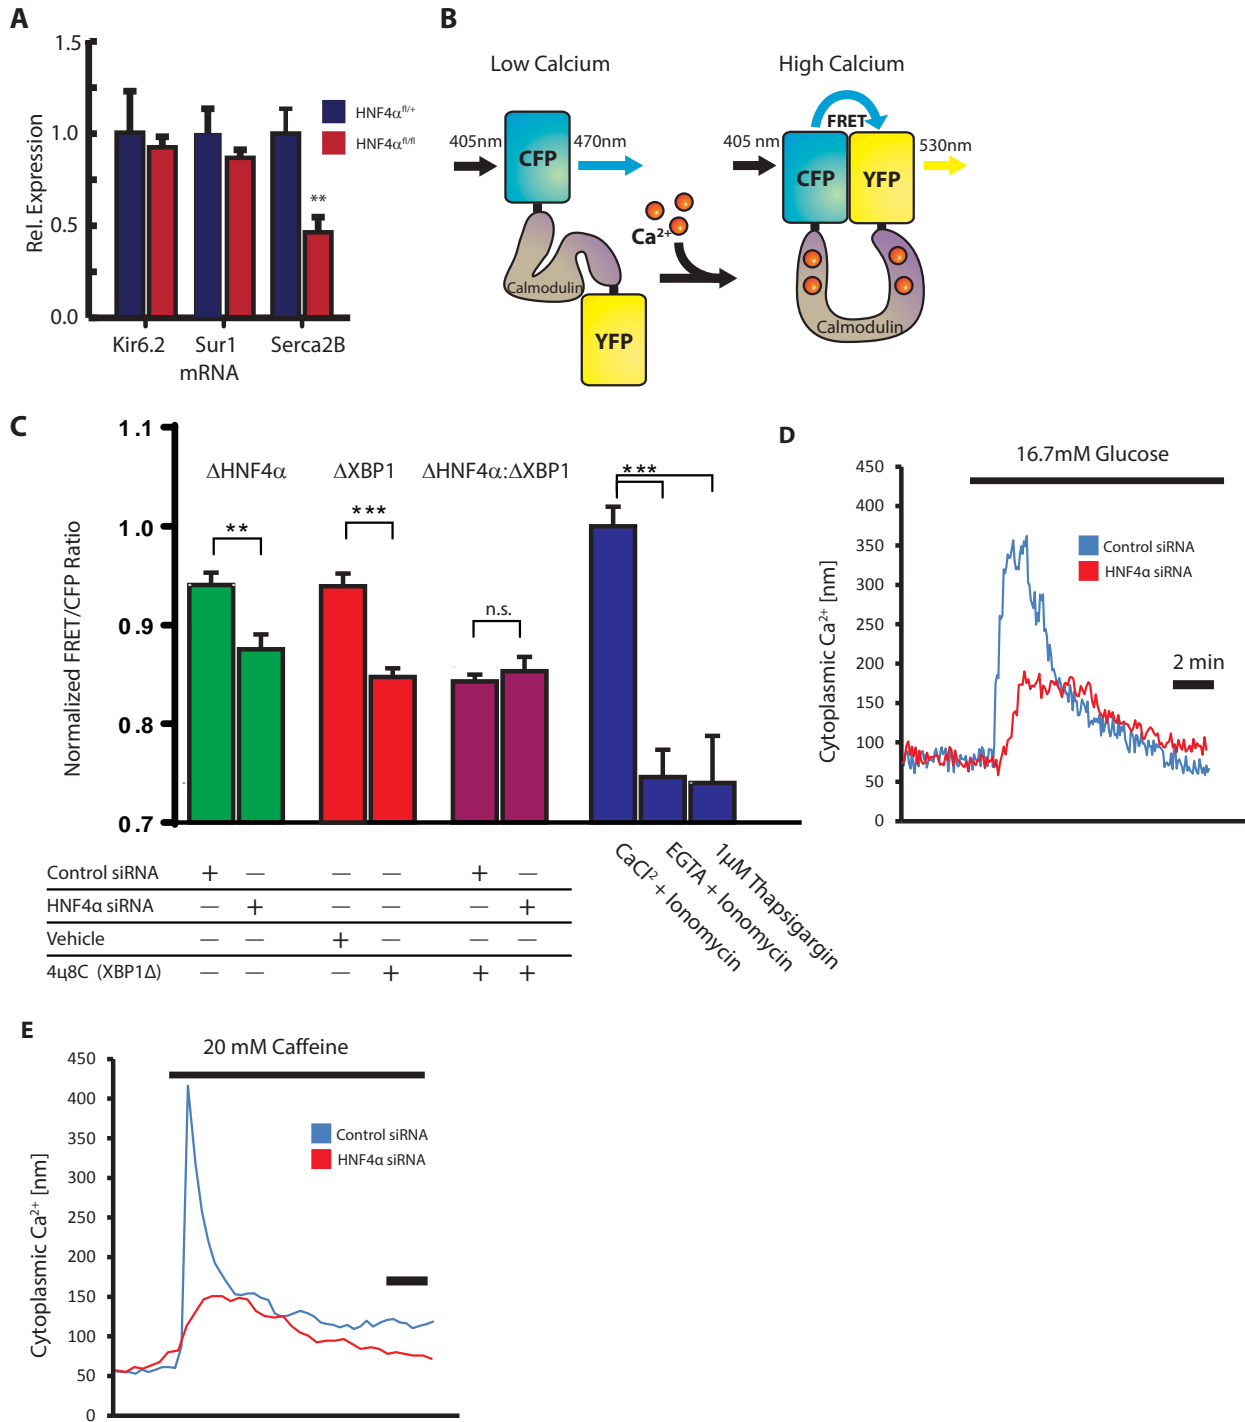 A
1.5
1.0
0.5
0.0
Rel. Expression
HNF4α^fl/+
HNF4α^fl/fl
**
Kir6.2 Sur1 Serca2B
mRNA
B
Low Calcium
High Calcium
405nm
CFP
470nm
Calmodulin
YFP
Ca²⁺
405 nm
FRET
CFP
YFP
530nm
Calmodulin
C
1.1
1.0
0.9
0.8
0.7
Normalized FRET/CFP Ratio
ΔHNF4α
ΔXBP1
ΔHNF4α:ΔXBP1
**
***
n.s.
***
Control siRNA + — — — + —
HNF4α siRNA — + — — — +
Vehicle — — + — — —
4џ8C (XBP1Δ) — — — + + +
CaCl² + Ionomycin
EGTA + Ionomycin
1μM Thapsigargin
D
16.7mM Glucose
450
400
350
300
250
200
150
100
50
0
Cytoplasmic Ca²⁺ [nm]
Control siRNA
HNF4α siRNA
2 min
E
20 mM Caffeine
450
400
350
300
250
200
150
100
50
0
Cytoplasmic Ca²⁺ [nm]
Control siRNA
HNF4α siRNA